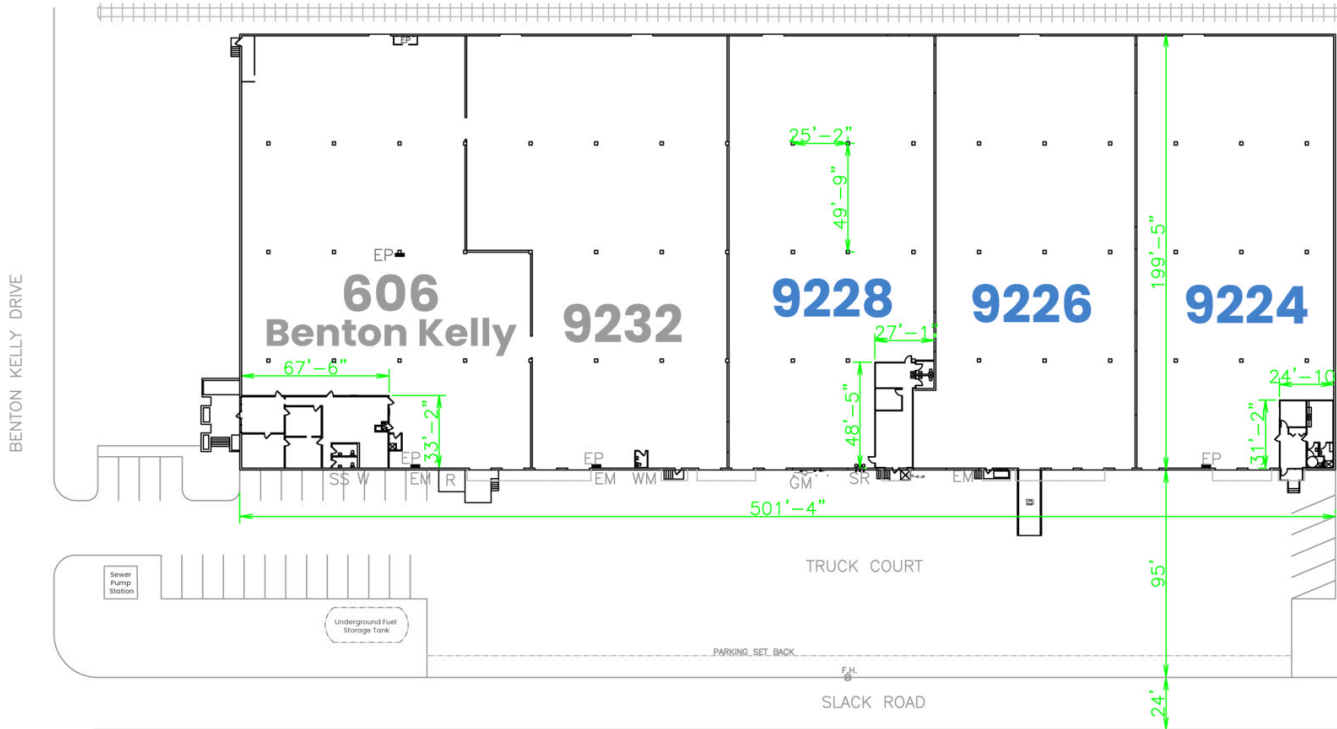 EP
25'-2"
49'-9"
199'-5"
EP
606
Benton Kelly
9232
9228
9226
9224
BENTON KELLY DRIVE
67'-6"
33'-2"
27'-1"
48'-5"
24'-10
31'-2"
EP
EP
EP
SS W
EM
R
EM
WM
GM
SR
EM
501'-4"
TRUCK COURT
95'
Sewer
Pump
Station
Underground Fuel
Storage Tank
PARKING SET BACK
F.H.
SLACK ROAD
24'